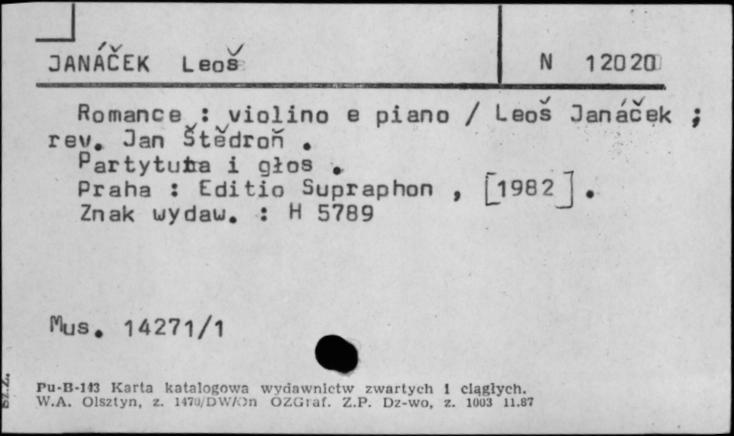 JANÁČEK Leoš
N 12020
Romance : violino e piano / Leoš Janáček ;
rev. Jan Štědroň .
Partytura i głos .
Praha : Editio Supraphon , [1982] .
Znak wydaw. : H 5789
Mus. 14271/1
Pu-B-143 Karta katalogowa wydawnictw zwartych i ciągłych.
W.A. Olsztyn, z. 1470/DW/On OZGraf. Z.P. Dz-wo, z. 1003 11.87